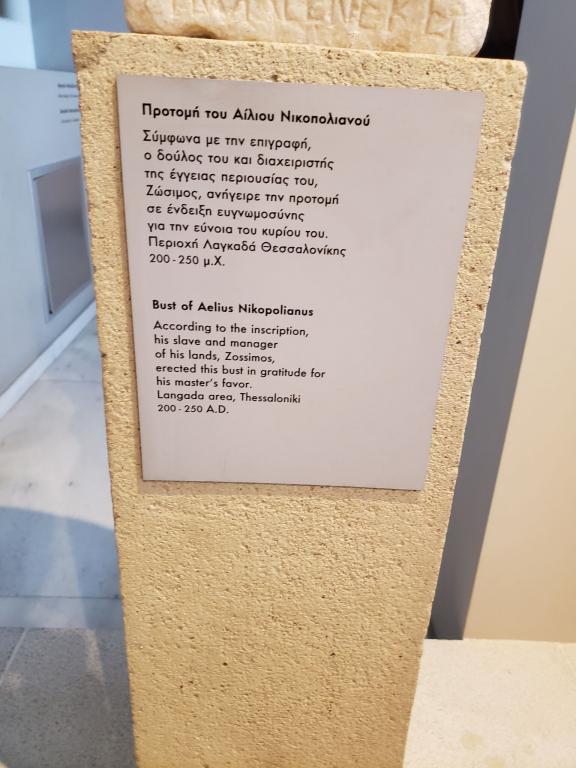 Προτομή του Αίλιου Νικοπολιανού
Σύμφωνα με την επιγραφή,
ο δούλος του και διαχειριστής
της έγγειας περιουσίας του,
Ζώσιμος, ανήγειρε την προτομή
σε ένδειξη ευγνωμοσύνης
για την εύνοια του κυρίου του.
Περιοχή Λαγκαδά Θεσσαλονίκης
200 - 250 μ.Χ.
Bust of Aelius Nikopolianus
According to the inscription,
his slave and manager
of his lands, Zossimos,
erected this bust in gratitude for
his master's favor.
Langada area, Thessaloniki
200 - 250 A.D.